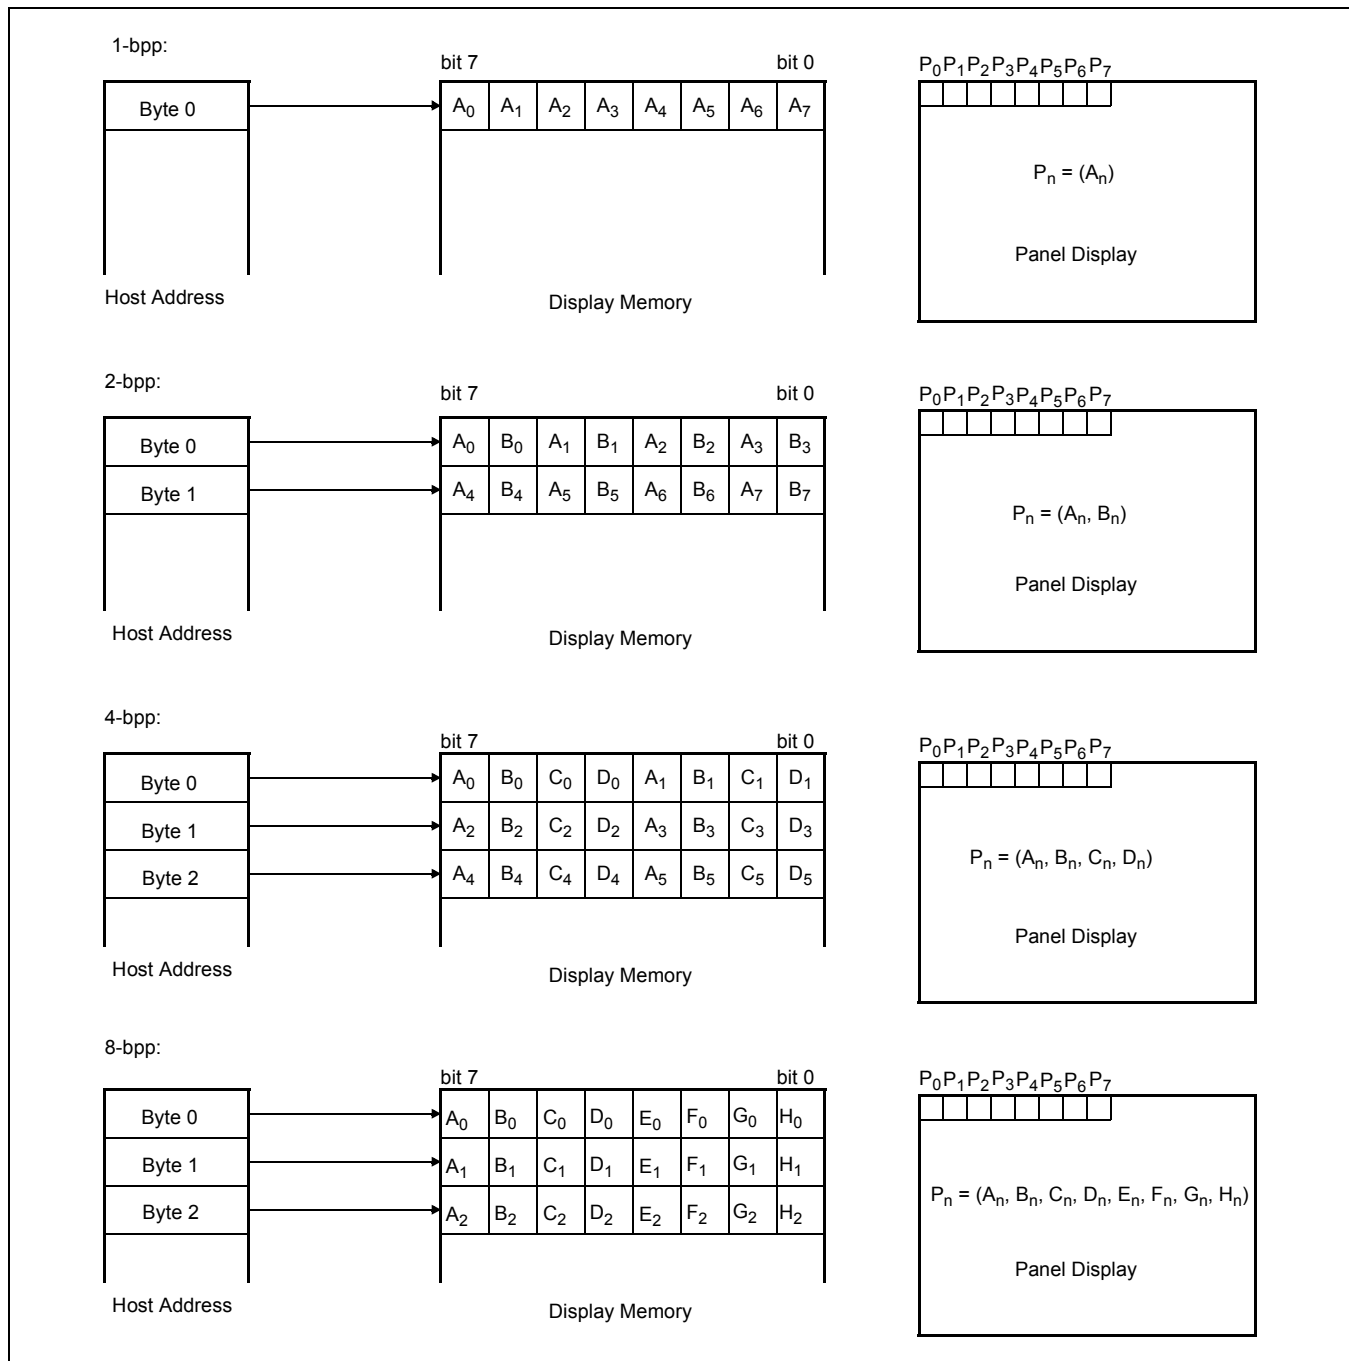 1-bpp:
bit 7 bit 0
P₀P₁P₂P₃P₄P₅P₆P₇
Byte 0 A₀ A₁ A₂ A₃ A₄ A₅ A₆ A₇
Pₙ = (Aₙ)
Panel Display
Host Address
Display Memory
2-bpp:
bit 7 bit 0
P₀P₁P₂P₃P₄P₅P₆P₇
Byte 0 A₀ B₀ A₁ B₁ A₂ B₂ A₃ B₃
Byte 1 A₄ B₄ A₅ B₅ A₆ B₆ A₇ B₇
Pₙ = (Aₙ, Bₙ)
Panel Display
Host Address
Display Memory
4-bpp:
bit 7 bit 0
P₀P₁P₂P₃P₄P₅P₆P₇
Byte 0 A₀ B₀ C₀ D₀ A₁ B₁ C₁ D₁
Byte 1 A₂ B₂ C₂ D₂ A₃ B₃ C₃ D₃
Byte 2 A₄ B₄ C₄ D₄ A₅ B₅ C₅ D₅
Pₙ = (Aₙ, Bₙ, Cₙ, Dₙ)
Panel Display
Host Address
Display Memory
8-bpp:
bit 7 bit 0
P₀P₁P₂P₃P₄P₅P₆P₇
Byte 0 A₀ B₀ C₀ D₀ E₀ F₀ G₀ H₀
Byte 1 A₁ B₁ C₁ D₁ E₁ F₁ G₁ H₁
Byte 2 A₂ B₂ C₂ D₂ E₂ F₂ G₂ H₂
Pₙ = (Aₙ, Bₙ, Cₙ, Dₙ, Eₙ, Fₙ, Gₙ, Hₙ)
Panel Display
Host Address
Display Memory